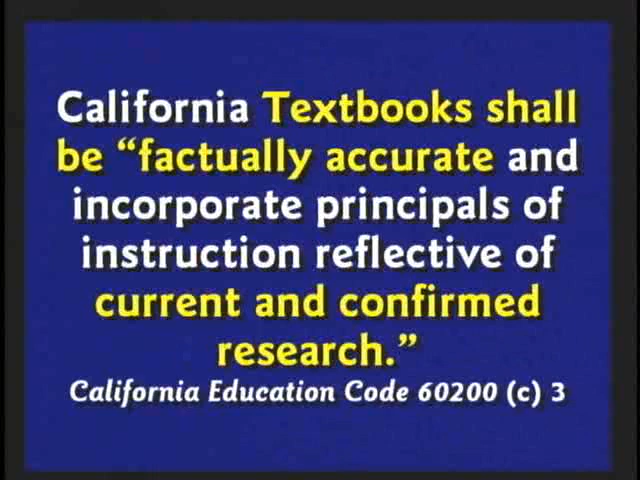 California Textbooks shall
be “factually accurate and
incorporate principals of
instruction reflective of
current and confirmed
research.”
California Education Code 60200 (c) 3